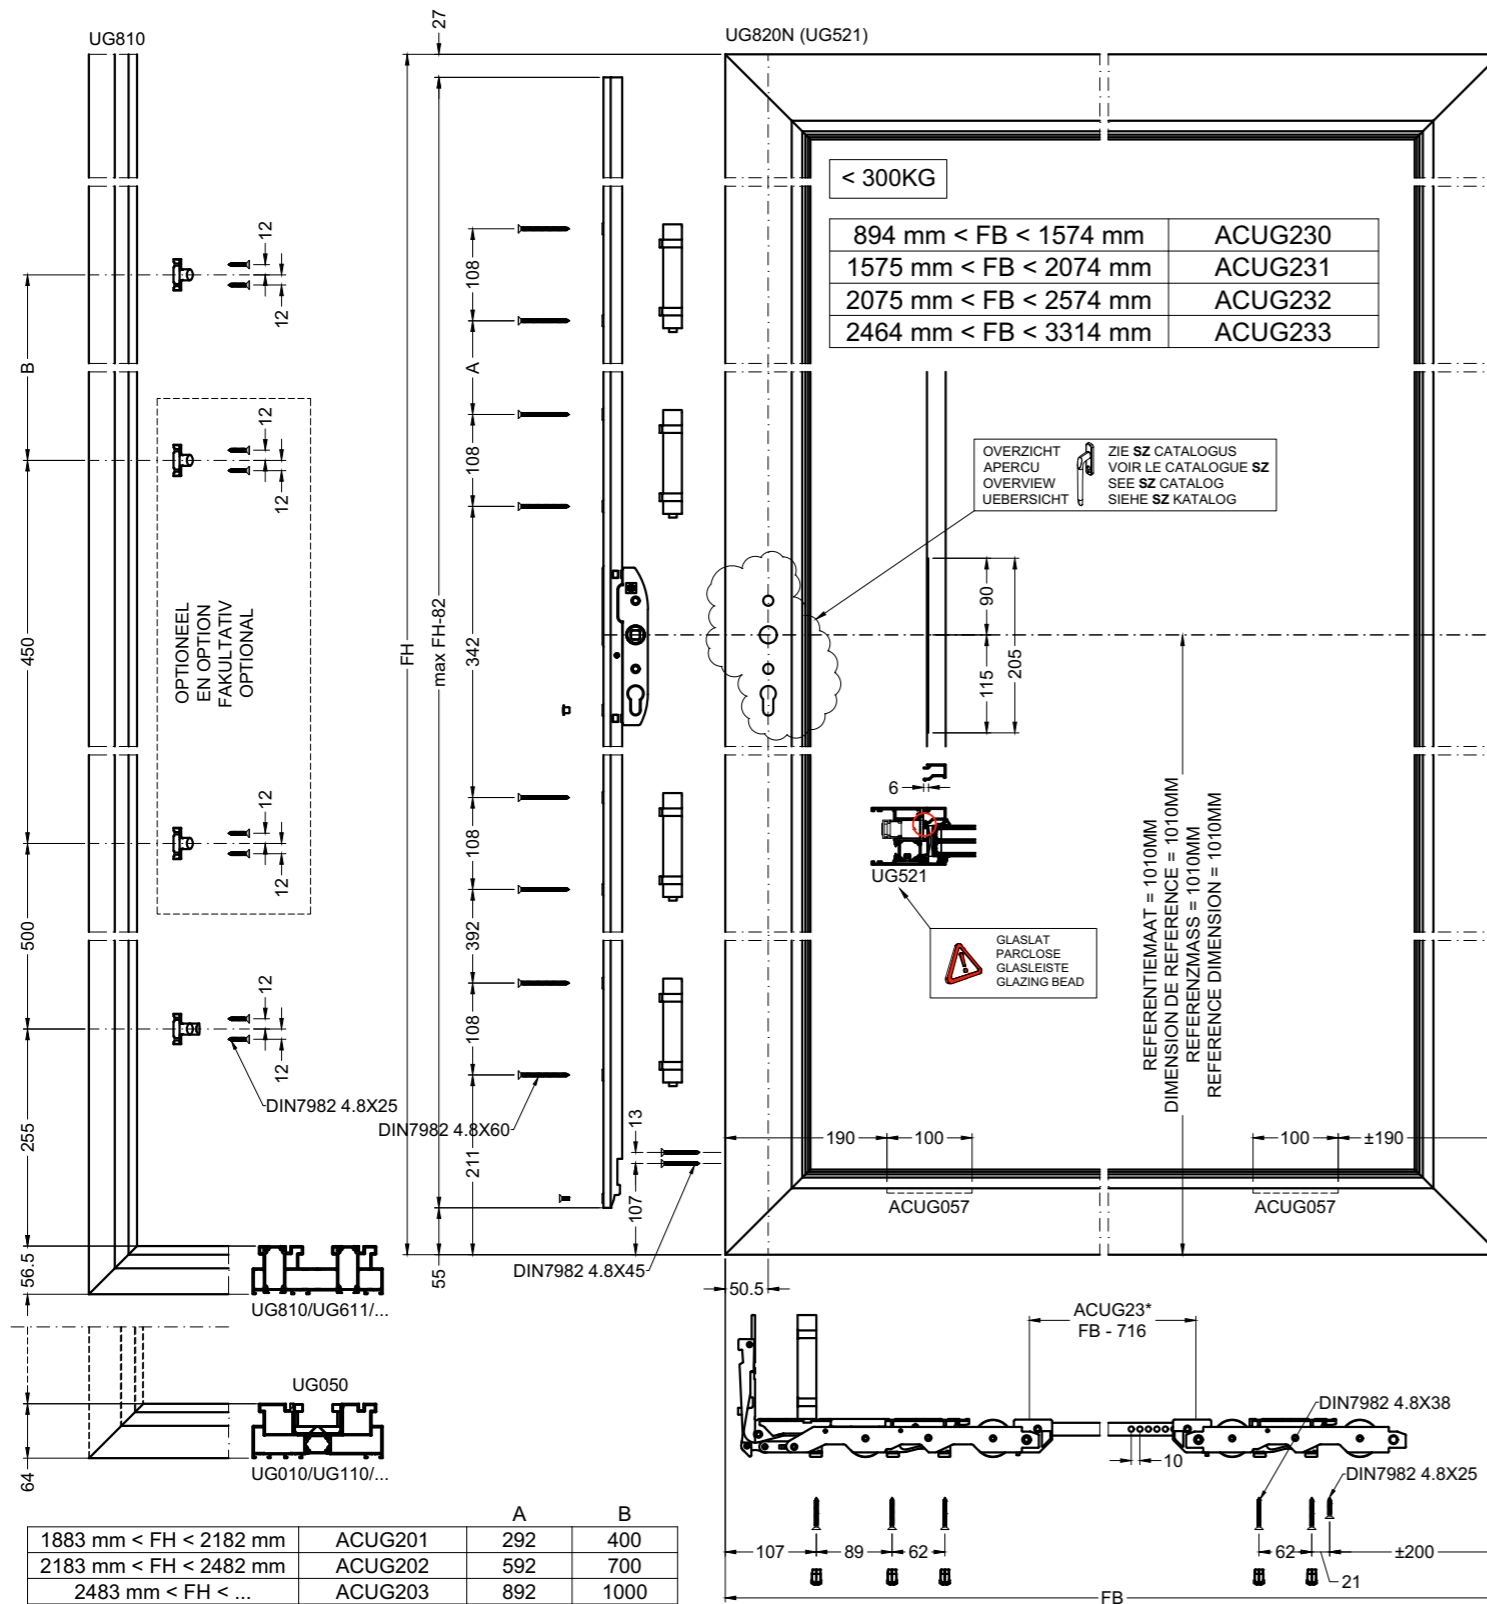 UG810
27
UG820N (UG521)
< 300KG
894 mm < FB < 1574 mm ACUG230
1575 mm < FB < 2074 mm ACUG231
2075 mm < FB < 2574 mm ACUG232
2464 mm < FB < 3314 mm ACUG233
12
12
B
12
12
450
OPTIONEEL
EN OPTION
FAKULTATIV
OPTIONAL
12
12
500
12
12
DIN7982 4.8X25
255
56.5
UG810/UG611/...
UG050
64
UG010/UG110/...
FH
max FH-82
108
A
108
342
108
392
108
DIN7982 4.8X60
211
13
107
55
DIN7982 4.8X45
OVERZICHT ZIE SZ CATALOGUS
APERCU VOIR LE CATALOGUE SZ
OVERVIEW SEE SZ CATALOG
UEBERSICHT SIEHE SZ KATALOG
90
115
205
6
UG521
GLASLAT
PARCLOSE
GLASLEISTE
GLAZING BEAD
REFERENTIEMAAT = 1010MM
DIMENSION DE REFERENCE = 1010MM
REFERENZMASS = 1010MM
REFERENCE DIMENSION = 1010MM
190
100
100
±190
ACUG057
ACUG057
50.5
ACUG23*
FB - 716
DIN7982 4.8X38
10
DIN7982 4.8X25
107
89
62
62
±200
21
FB
A B
1883 mm < FH < 2182 mm ACUG201 292 400
2183 mm < FH < 2482 mm ACUG202 592 700
2483 mm < FH < ... ACUG203 892 1000